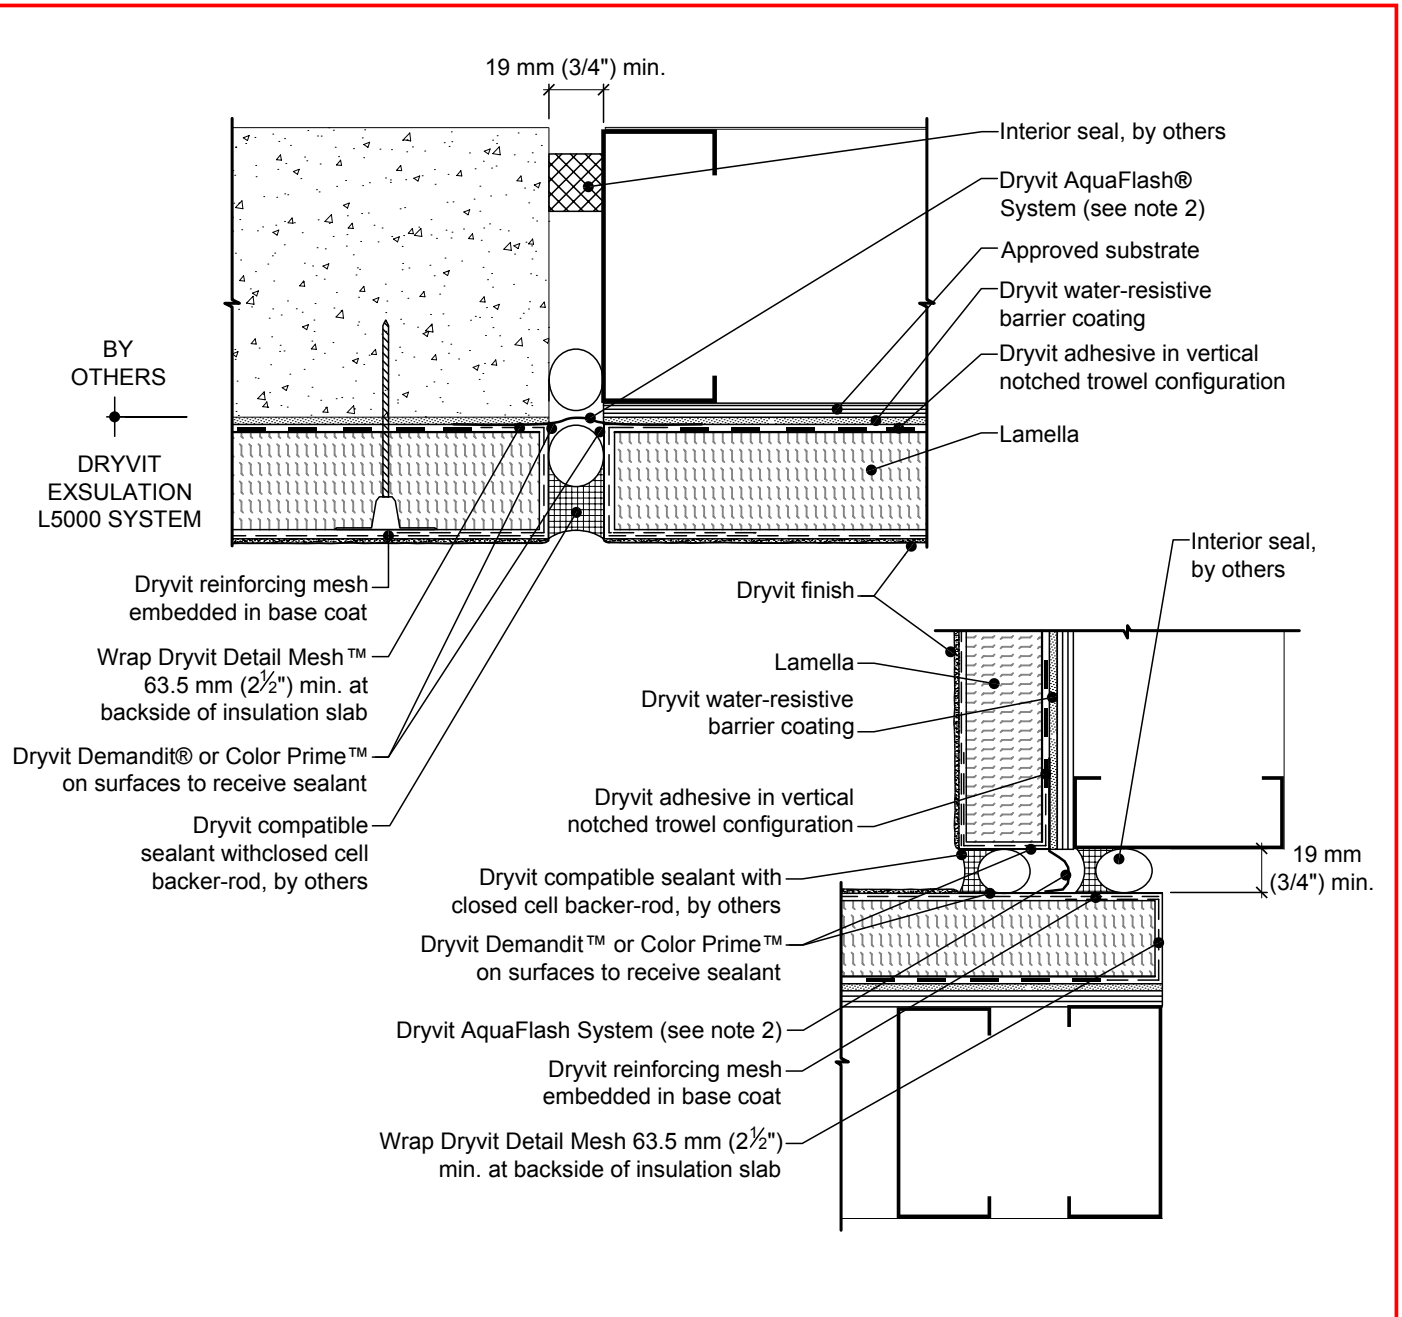 19 mm (3/4") min.
Interior seal, by others
Dryvit AquaFlash®
System (see note 2)
Approved substrate
Dryvit water-resistive
barrier coating
Dryvit adhesive in vertical
notched trowel configuration
Lamella
BY
OTHERS
DRYVIT
EXSULATION
L5000 SYSTEM
Dryvit reinforcing mesh
embedded in base coat
Wrap Dryvit Detail Mesh™
63.5 mm (2½") min. at
backside of insulation slab
Dryvit Demandit® or Color Prime™
on surfaces to receive sealant
Dryvit compatible
sealant withclosed cell
backer-rod, by others
Dryvit finish
Interior seal,
by others
Lamella
Dryvit water-resistive
barrier coating
Dryvit adhesive in vertical
notched trowel configuration
19 mm
(3/4") min.
Dryvit compatible sealant with
closed cell backer-rod, by others
Dryvit Demandit™ or Color Prime™
on surfaces to receive sealant
Dryvit AquaFlash System (see note 2)
Dryvit reinforcing mesh
embedded in base coat
Wrap Dryvit Detail Mesh 63.5 mm (2½")
min. at backside of insulation slab